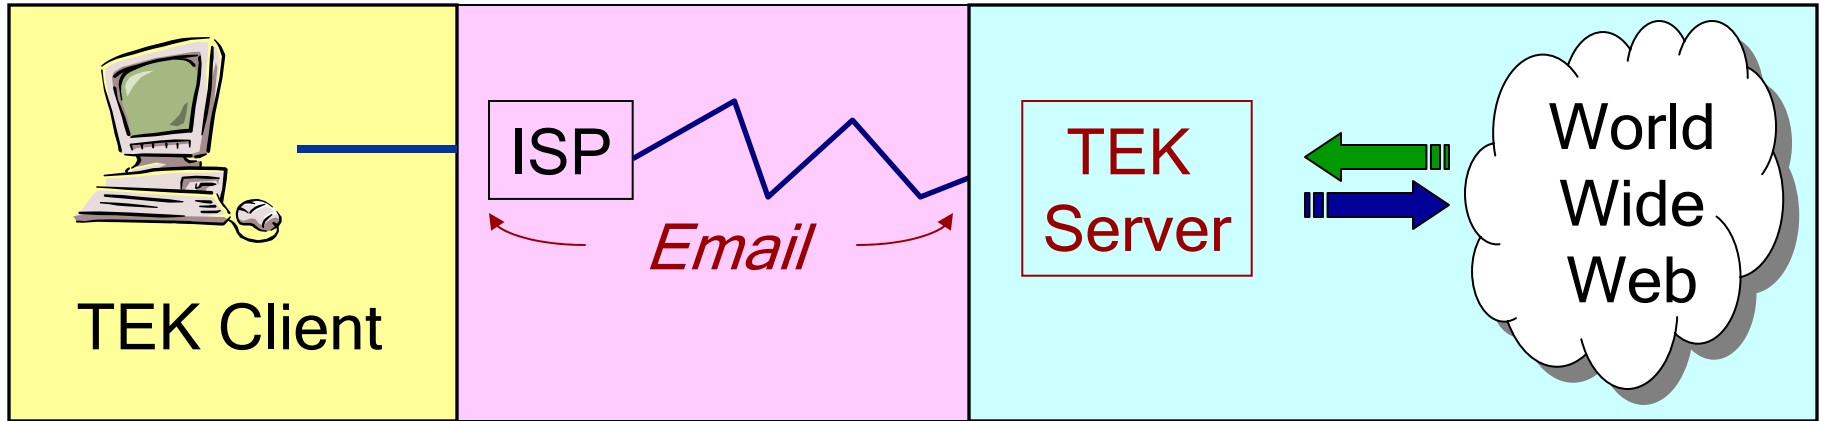 TEK Client
ISP
Email
TEK
Server
World
Wide
Web